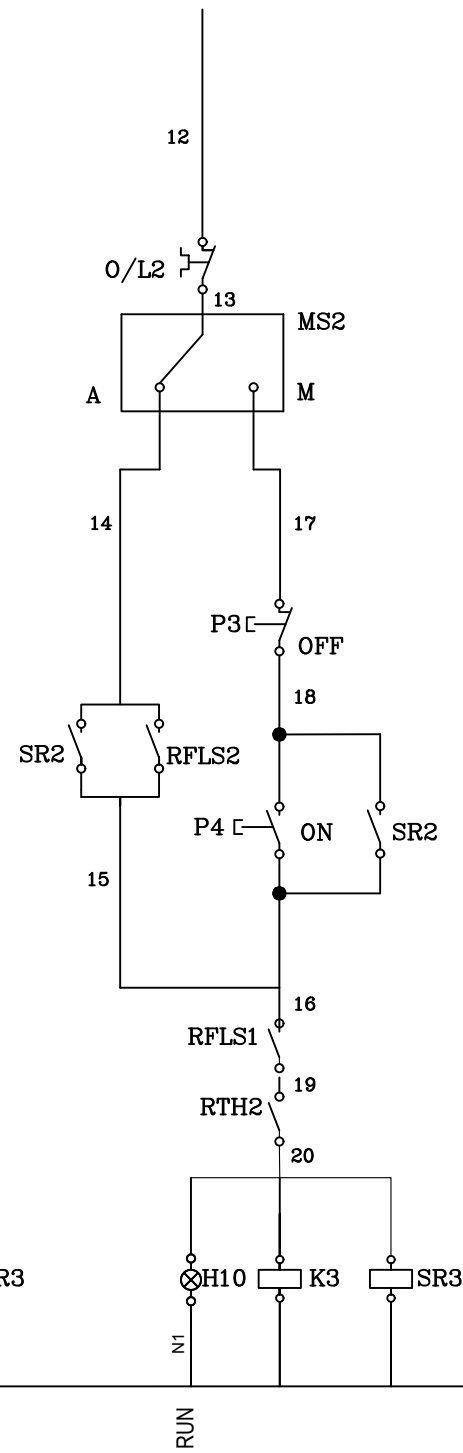 12
O/L2
13
MS2
A
M
14
17
P3
OFF
18
SR2
RFLS2
P4
ON
SR2
15
16
RFLS1
19
RTH2
20
R3
H10
K3
SR3
N1
RUN